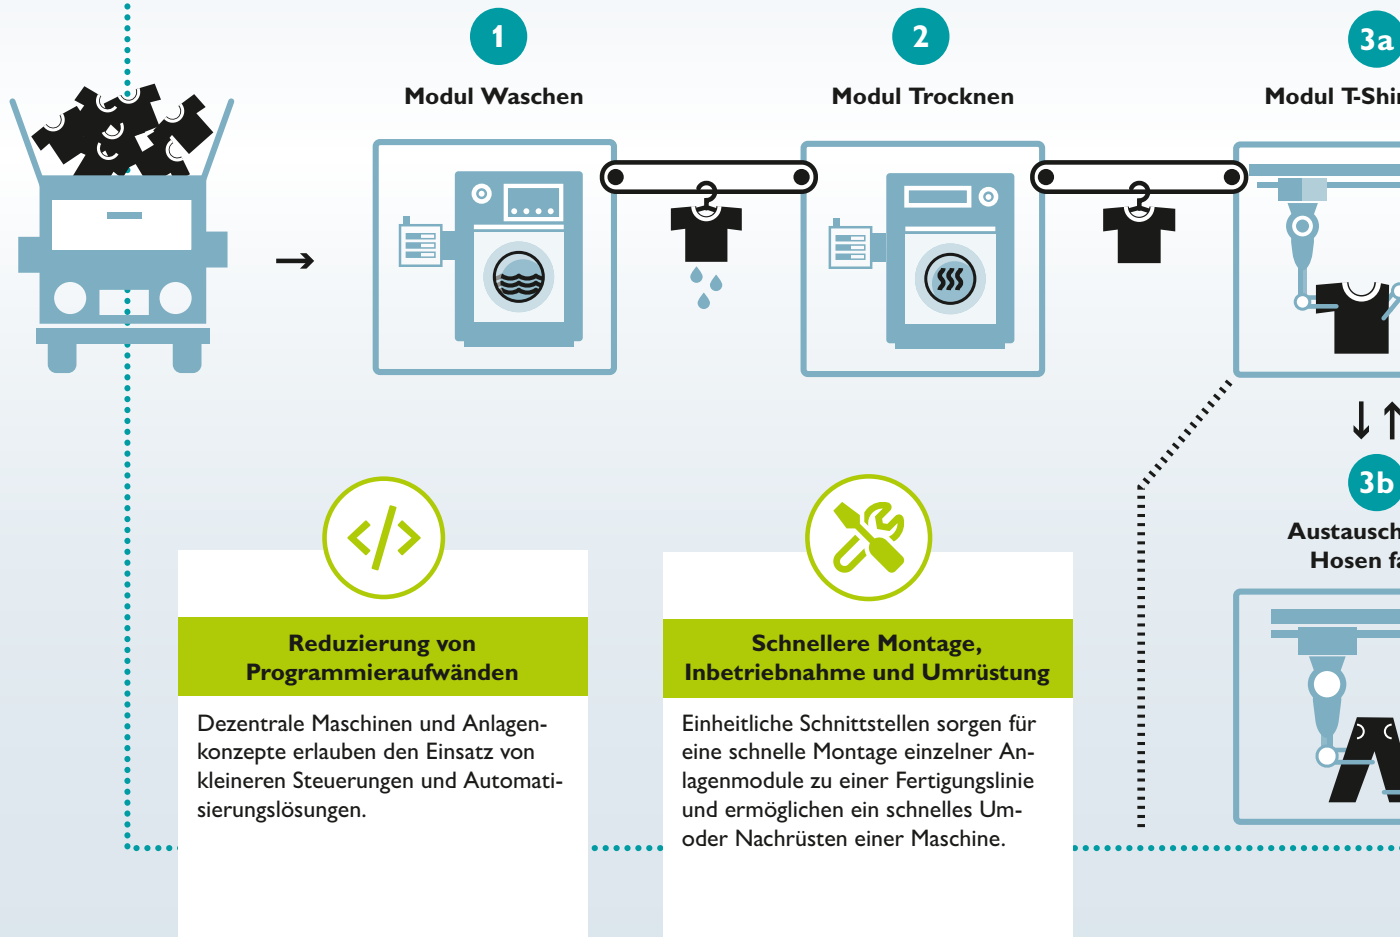 1
2
3a
Modul Waschen
Modul Trocknen
Modul
3b
Austausch
Hosen
Reduzierung von
Programmieraufwänden
Dezentrale Maschinen und Anlagen-
konzepte erlauben den Einsatz von
kleineren Steuerungen und Automati-
sierungslösungen.
Schnellere Montage,
Inbetriebnahme und Umrüstung
Einheitliche Schnittstellen sorgen für
eine schnelle Montage einzelner An-
lagenmodule zu einer Fertigungslinie
und ermöglichen ein schnelles Um-
oder Nachrüsten einer Maschine.